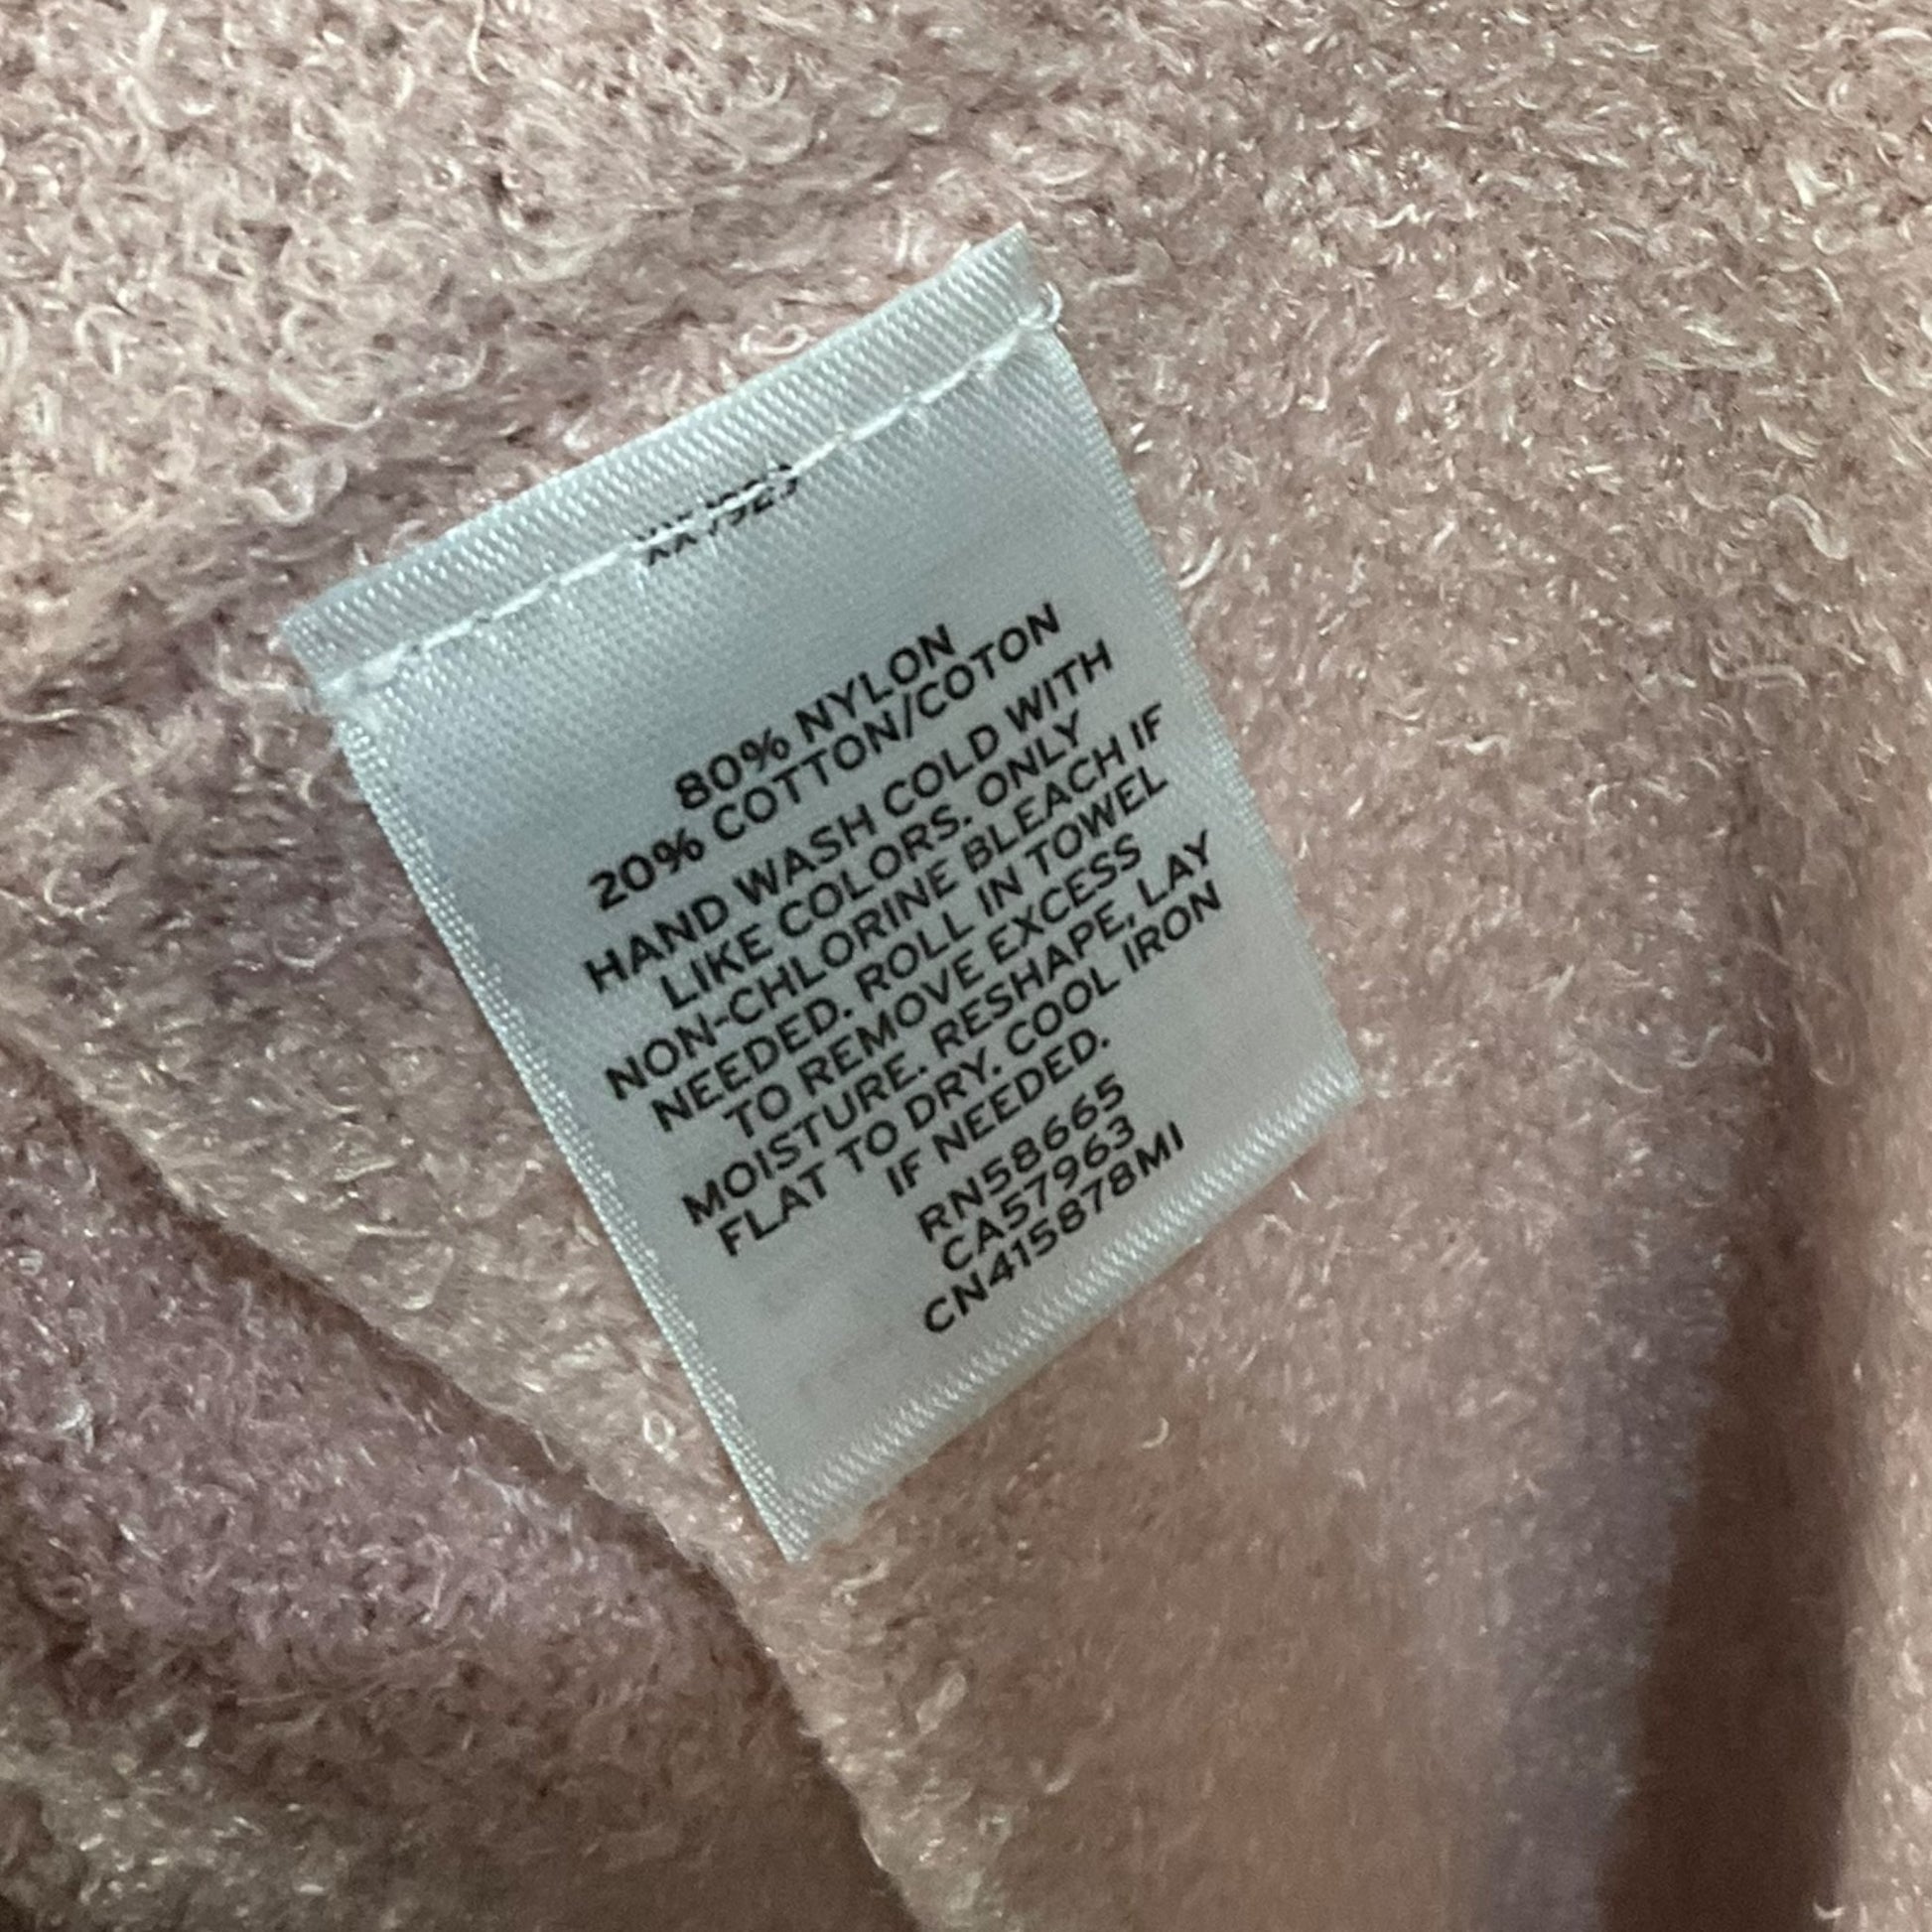 80% NYLON
20% COTTON/COTON
HAND WASH COLD WITH
LIKE COLORS. ONLY
NON-CHLORINE BLEACH IF
NEEDED. ROLL IN TOWEL
TO REMOVE EXCESS
MOISTURE. RESHAPE, LAY
FLAT TO DRY. COOL IRON
IF NEEDED.
RN58665
CA57963
CN415878MI